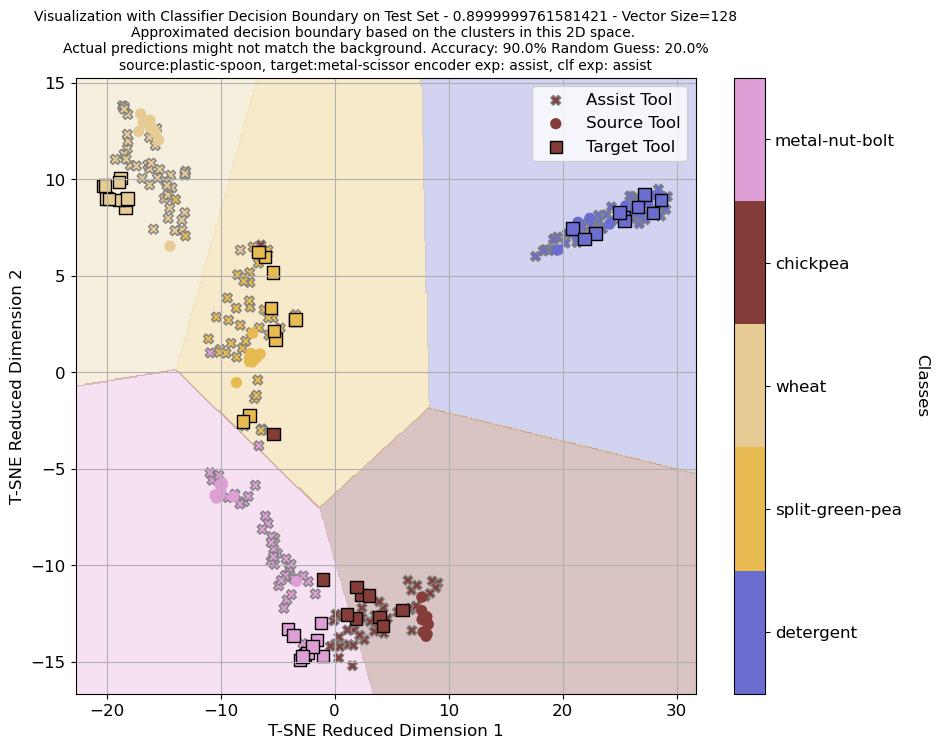 Visualization with Classifier Decision Boundary on Test Set - 0.8999999761581421 - Vector Size=128
Approximated decision boundary based on the clusters in this 2D space.
Actual predictions might not match the background. Accuracy: 90.0% Random Guess: 20.0%
source:plastic-spoon, target:metal-scissor encoder exp: assist, clf exp: assist
Assist Tool
Source Tool
Target Tool
15
10
5
0
−5
−10
−15
T-SNE Reduced Dimension 2
−20
−10
0
10
20
30
T-SNE Reduced Dimension 1
metal-nut-bolt
chickpea
wheat
split-green-pea
detergent
Classes